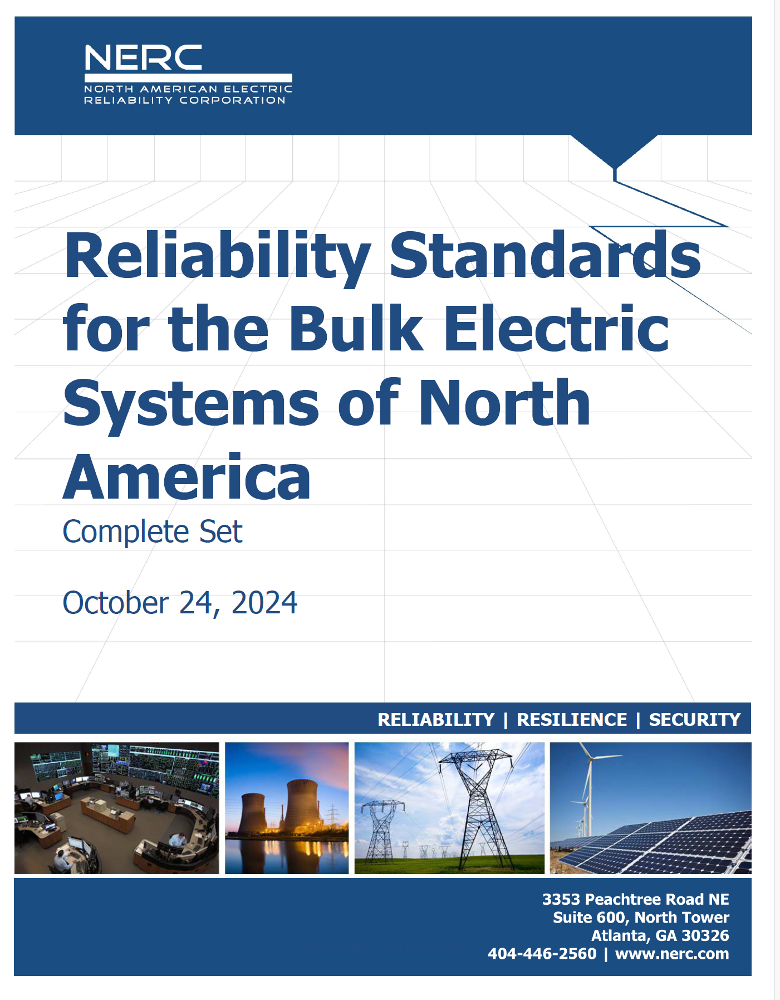 NERC
NORTH AMERICAN ELECTRIC
RELIABILITY CORPORATION
Reliability Standards
for the Bulk Electric
Systems of North
America
Complete Set
October 24, 2024
RELIABILITY | RESILIENCE | SECURITY
3353 Peachtree Road NE
Suite 600, North Tower
Atlanta, GA 30326
404-446-2560 | www.nerc.com